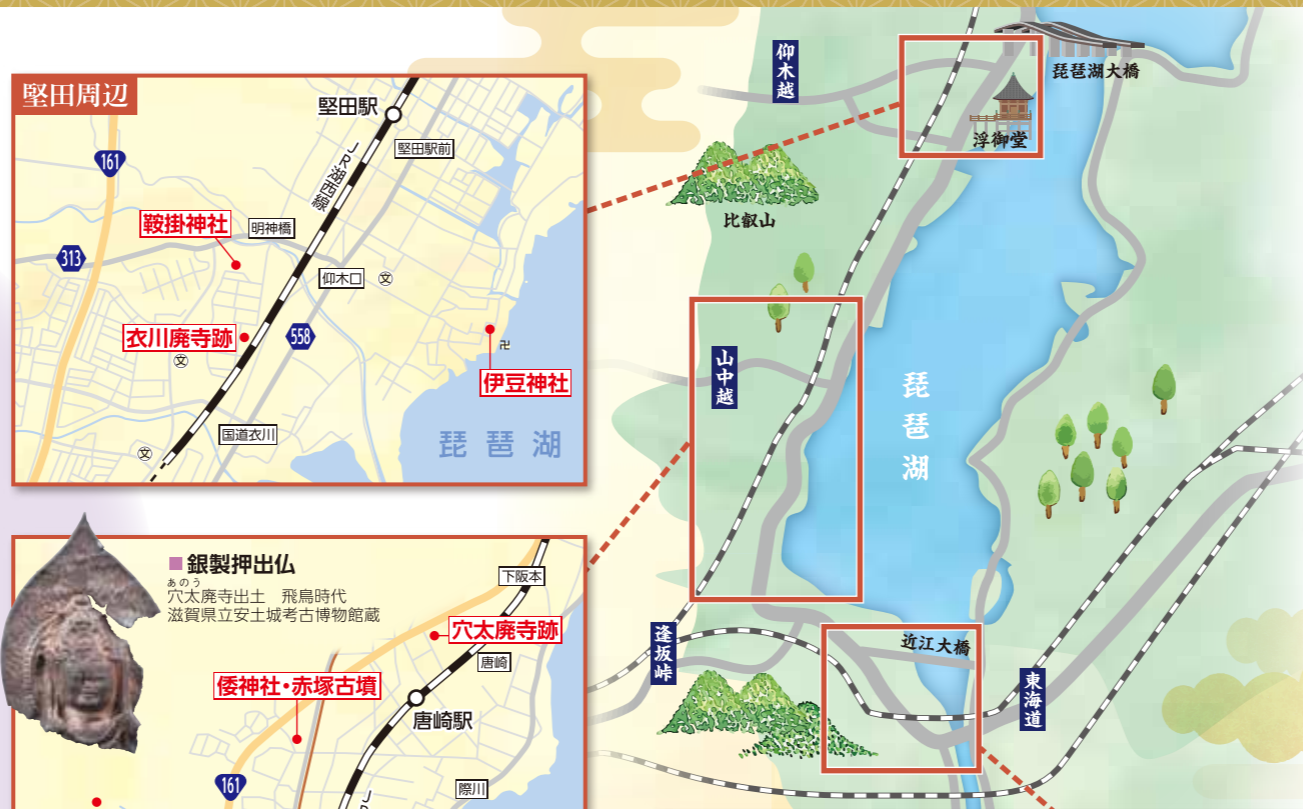 堅田周辺
堅田駅
堅田駅前
JR湖西線
161
鞍掛神社
明神橋
313
仰木口
文
衣川廃寺跡
文
558
卍
伊豆神社
国道衣川
文
琵琶湖
銀製押出仏
あのう
穴太廃寺出土　飛鳥時代
滋賀県立安土城考古博物館蔵
下阪本
穴太廃寺跡
唐崎
倭神社・赤塚古墳
唐崎駅
161
際川
JR
仰木越
琵琶湖大橋
浮御堂
比叡山
山中越
琵琶湖
逢坂峠
近江大橋
東海道